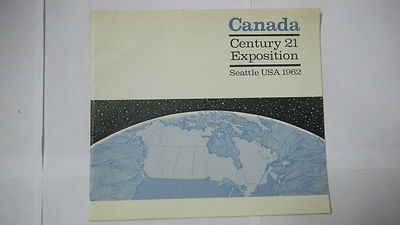 Canada
Century 21
Exposition
Seattle USA 1962